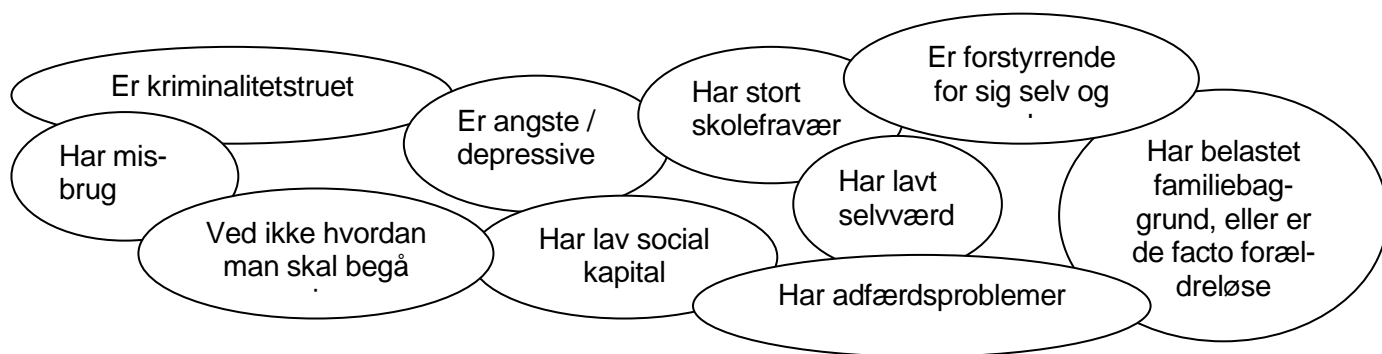 Er kriminalitetstruet
Har mis-
brug
Er angste /
depressive
Har stort
skolefravær
Er forstyrrende
for sig selv og
Ved ikke hvordan
man skal begå
Har lav social
kapital
Har lavt
selvværd
Har adfærdsproblemer
Har belastet
familiebag-
grund, eller er
de facto foræl-
dreløse